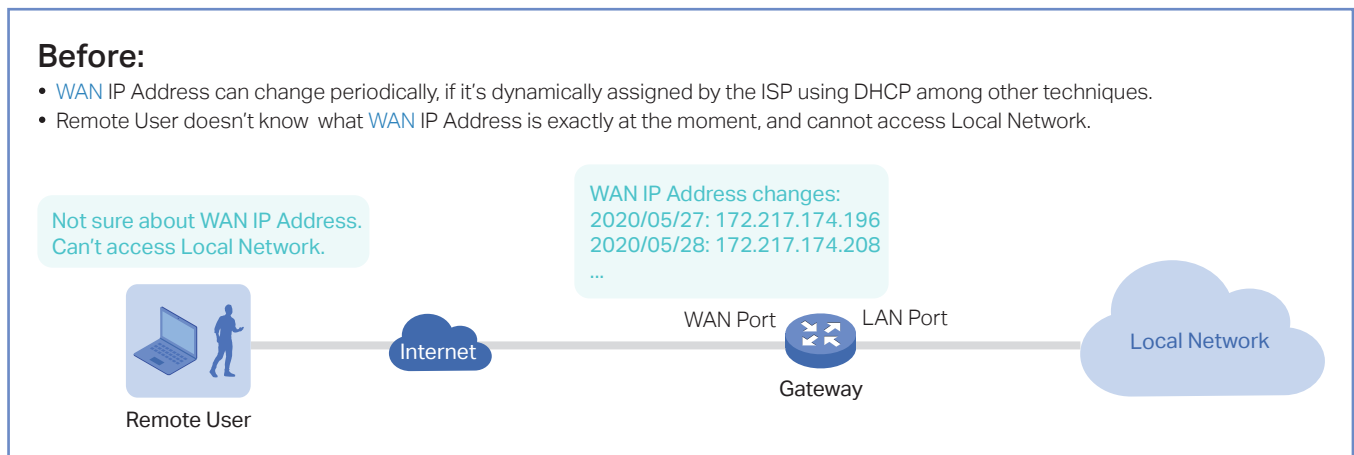 Before:
• WAN IP Address can change periodically, if it's dynamically assigned by the ISP using DHCP among other techniques.
• Remote User doesn't know what WAN IP Address is exactly at the moment, and cannot access Local Network.
Not sure about WAN IP Address.
Can't access Local Network.
WAN IP Address changes:
2020/05/27: 172.217.174.196
2020/05/28: 172.217.174.208
...
WAN Port
LAN Port
Internet
Local Network
Gateway
Remote User